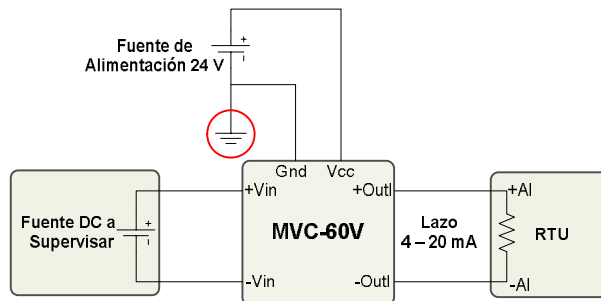 Fuente de
Alimentación 24 V
+
-
Gnd Vcc
+Vin
+OutI
+AI
Fuente DC a
Supervisar
+
-
MVC-60V
Lazo
4 – 20 mA
RTU
-Vin
-OutI
-AI